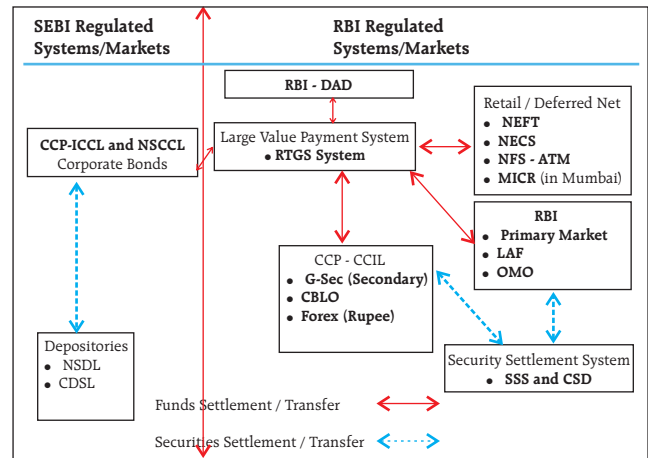 SEBI Regulated
Systems/Markets
RBI Regulated
Systems/Markets
RBI - DAD
Large Value Payment System
● RTGS System
Retail / Deferred Net
● NEFT
● NECS
● NFS - ATM
● MICR (in Mumbai)
CCP-ICCL and NSCCL
Corporate Bonds
RBI
● Primary Market
● LAF
● OMO
CCP - CCIL
● G-Sec (Secondary)
● CBLO
● Forex (Rupee)
Depositories
● NSDL
● CDSL
Security Settlement System
● SSS and CSD
Funds Settlement / Transfer
Securities Settlement / Transfer